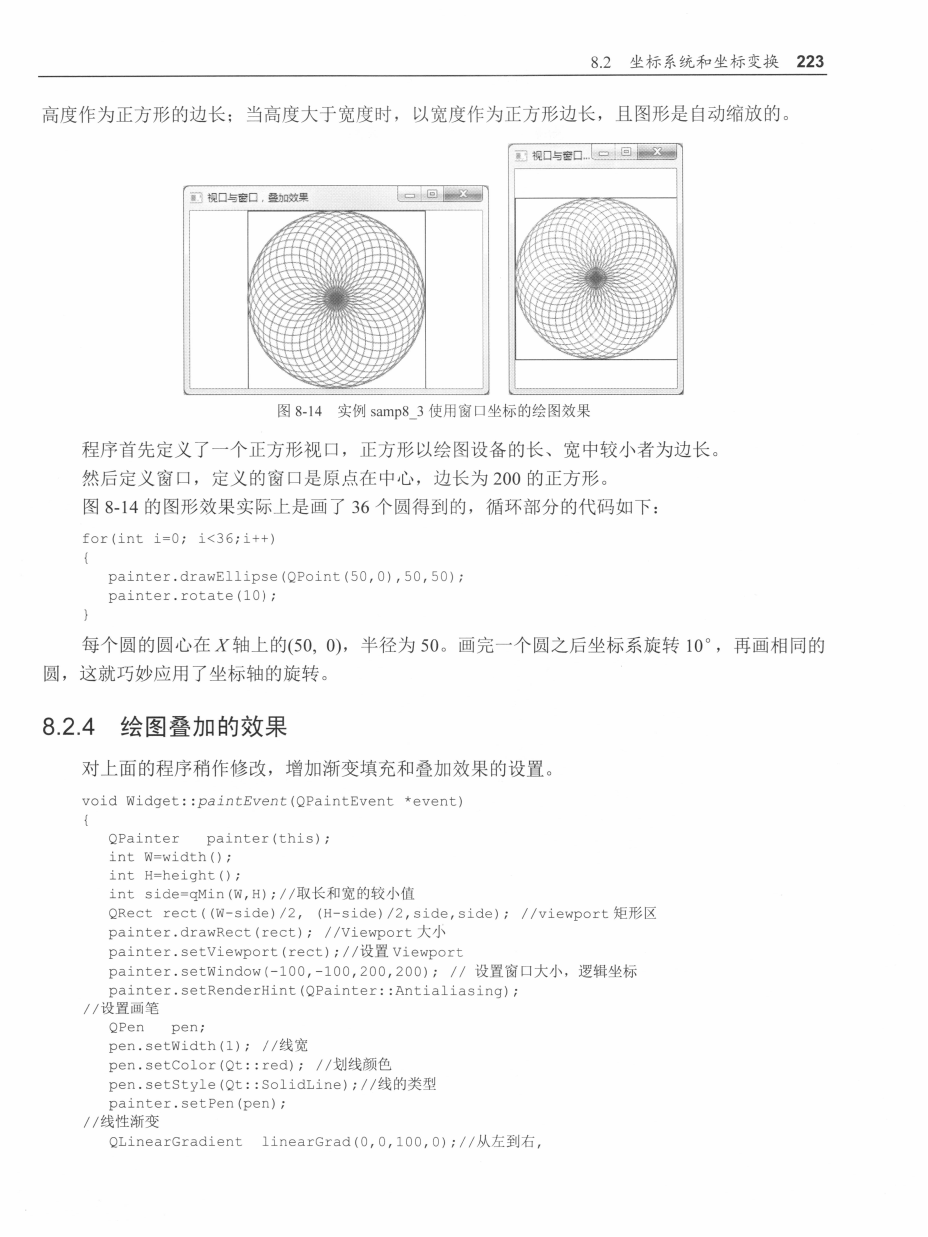 8.2 坐标系统和坐标变换 223
高度作为正方形的边长；当高度大于宽度时，以宽度作为正方形边长，且图形是自动缩放的。
视口与窗口，叠加效果
视口与窗口...
图 8-14 实例 samp8_3 使用窗口坐标的绘图效果
程序首先定义了一个正方形视口，正方形以绘图设备的长、宽中较小者为边长。
然后定义窗口，定义的窗口是原点在中心，边长为 200 的正方形。
图 8-14 的图形效果实际上是画了 36 个圆得到的，循环部分的代码如下：
for(int i=0; i<36;i++)
{
painter.drawEllipse(QPoint(50,0),50,50);
painter.rotate(10);
}
每个圆的圆心在 X 轴上的(50, 0)，半径为 50。画完一个圆之后坐标系旋转 10°，再画相同的
圆，这就巧妙应用了坐标轴的旋转。
8.2.4 绘图叠加的效果
对上面的程序稍作修改，增加渐变填充和叠加效果的设置。
void Widget::paintEvent(QPaintEvent *event)
{
QPainter painter(this);
int W=width();
int H=height();
int side=qMin(W,H);//取长和宽的较小值
QRect rect((W-side)/2, (H-side)/2,side,side); //viewport 矩形区
painter.drawRect(rect); //Viewport 大小
painter.setViewport(rect);//设置 Viewport
painter.setWindow(-100,-100,200,200); // 设置窗口大小，逻辑坐标
painter.setRenderHint(QPainter::Antialiasing);
//设置画笔
QPen pen;
pen.setWidth(1); //线宽
pen.setColor(Qt::red); //划线颜色
pen.setStyle(Qt::SolidLine);//线的类型
painter.setPen(pen);
//线性渐变
QLinearGradient linearGrad(0,0,100,0);//从左到右,